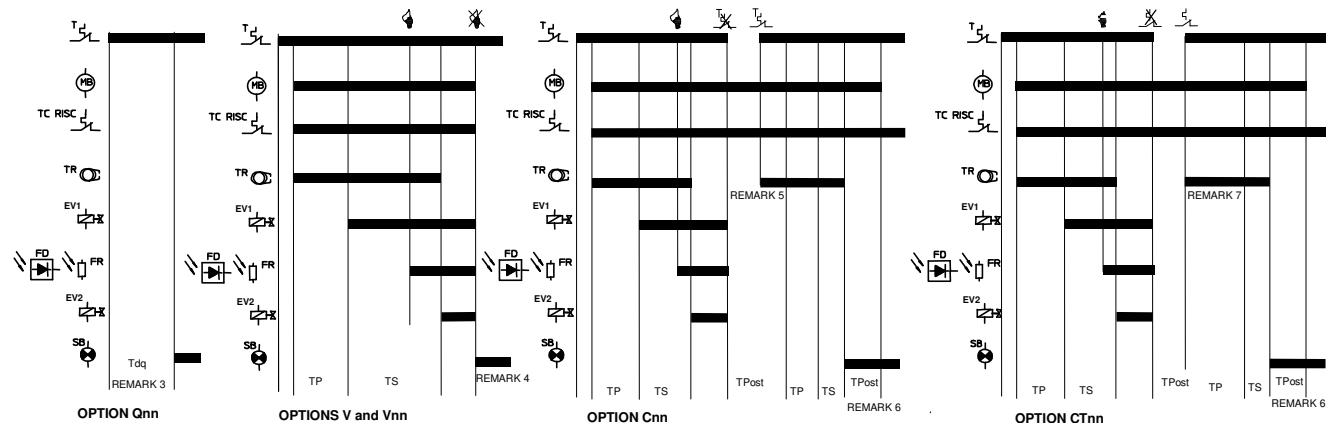 T
MB
TC RISC
TR
EV1
FD
FR
EV2
SB
Tdq
REMARK 3
OPTION Qnn
T
MB
TC RISC
TR
EV1
FD
FR
EV2
SB
TP
TS
REMARK 4
OPTIONS V and Vnn
T
T
T
MB
TC RISC
TR
REMARK 5
EV1
FD
FR
EV2
SB
TP
TS
TPost
TP
TS
TPost
REMARK 6
OPTION Cnn
T
MB
TC RISC
TR
REMARK 7
EV1
FD
FR
EV2
SB
TP
TS
TPost
TP
TS
TPost
REMARK 6
OPTION CTnn